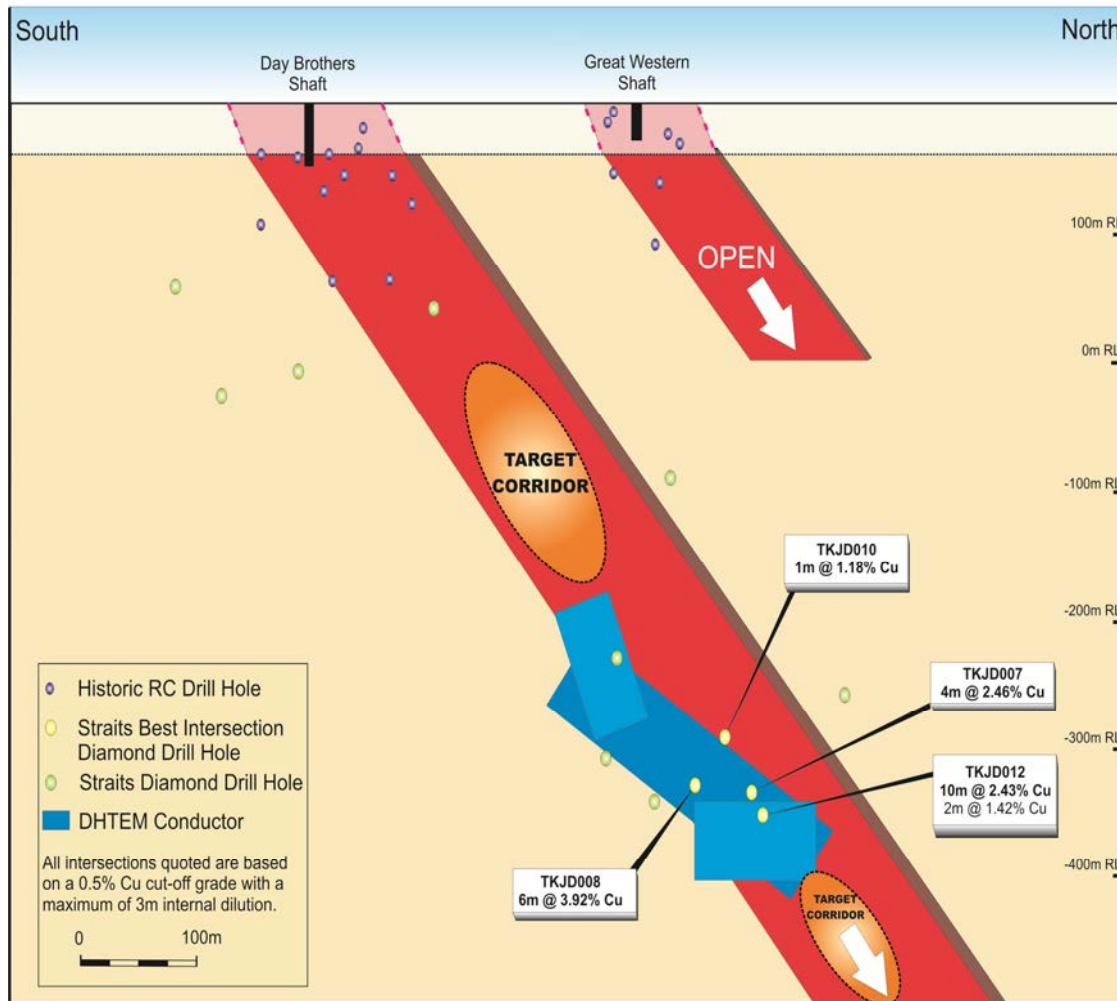 South
North
Day Brothers
Shaft
Great Western
Shaft
100m RL
OPEN
0m RL
TARGET
CORRIDOR
-100m RL
TKJD010
1m @ 1.18% Cu
-200m RL
TKJD007
4m @ 2.46% Cu
-300m RL
TKJD012
10m @ 2.43% Cu
2m @ 1.42% Cu
-400m RL
TKJD008
6m @ 3.92% Cu
TARGET
CORRIDOR
Historic RC Drill Hole
Straits Best Intersection
Diamond Drill Hole
Straits Diamond Drill Hole
DHTEM Conductor
All intersections quoted are based
on a 0.5% Cu cut-off grade with a
maximum of 3m internal dilution.
0 100m